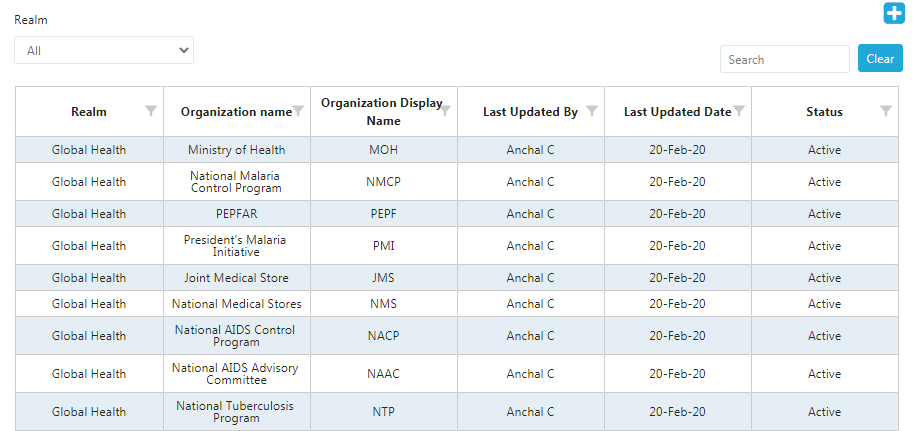 Realm
All
Search
Clear
Realm Organization name Organization Display Last Updated By Last Updated Date Status
Name
Global Health Ministry of Health MOH Anchal C 20-Feb-20 Active
Global Health National Malaria NMCP Anchal C 20-Feb-20 Active
Control Program
Global Health PEPFAR PEPF Anchal C 20-Feb-20 Active
Global Health President's Malaria PMI Anchal C 20-Feb-20 Active
Initiative
Global Health Joint Medical Store JMS Anchal C 20-Feb-20 Active
Global Health National Medical Stores NMS Anchal C 20-Feb-20 Active
Global Health National AIDS Control NACP Anchal C 20-Feb-20 Active
Program
Global Health National AIDS Advisory NAAC Anchal C 20-Feb-20 Active
Committee
Global Health National Tuberculosis NTP Anchal C 20-Feb-20 Active
Program